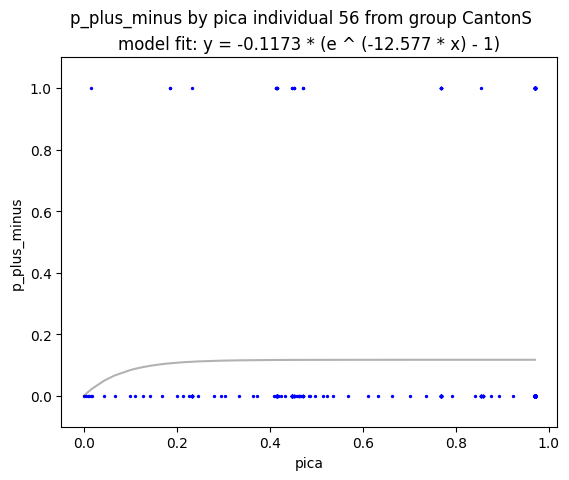 p_plus_minus by pica individual 56 from group CantonS
model fit: y = -0.1173 * (e ^ (-12.577 * x) - 1)
1.0
0.8
0.6
0.4
0.2
0.0
p_plus_minus
0.0 0.2 0.4 0.6 0.8 1.0
pica